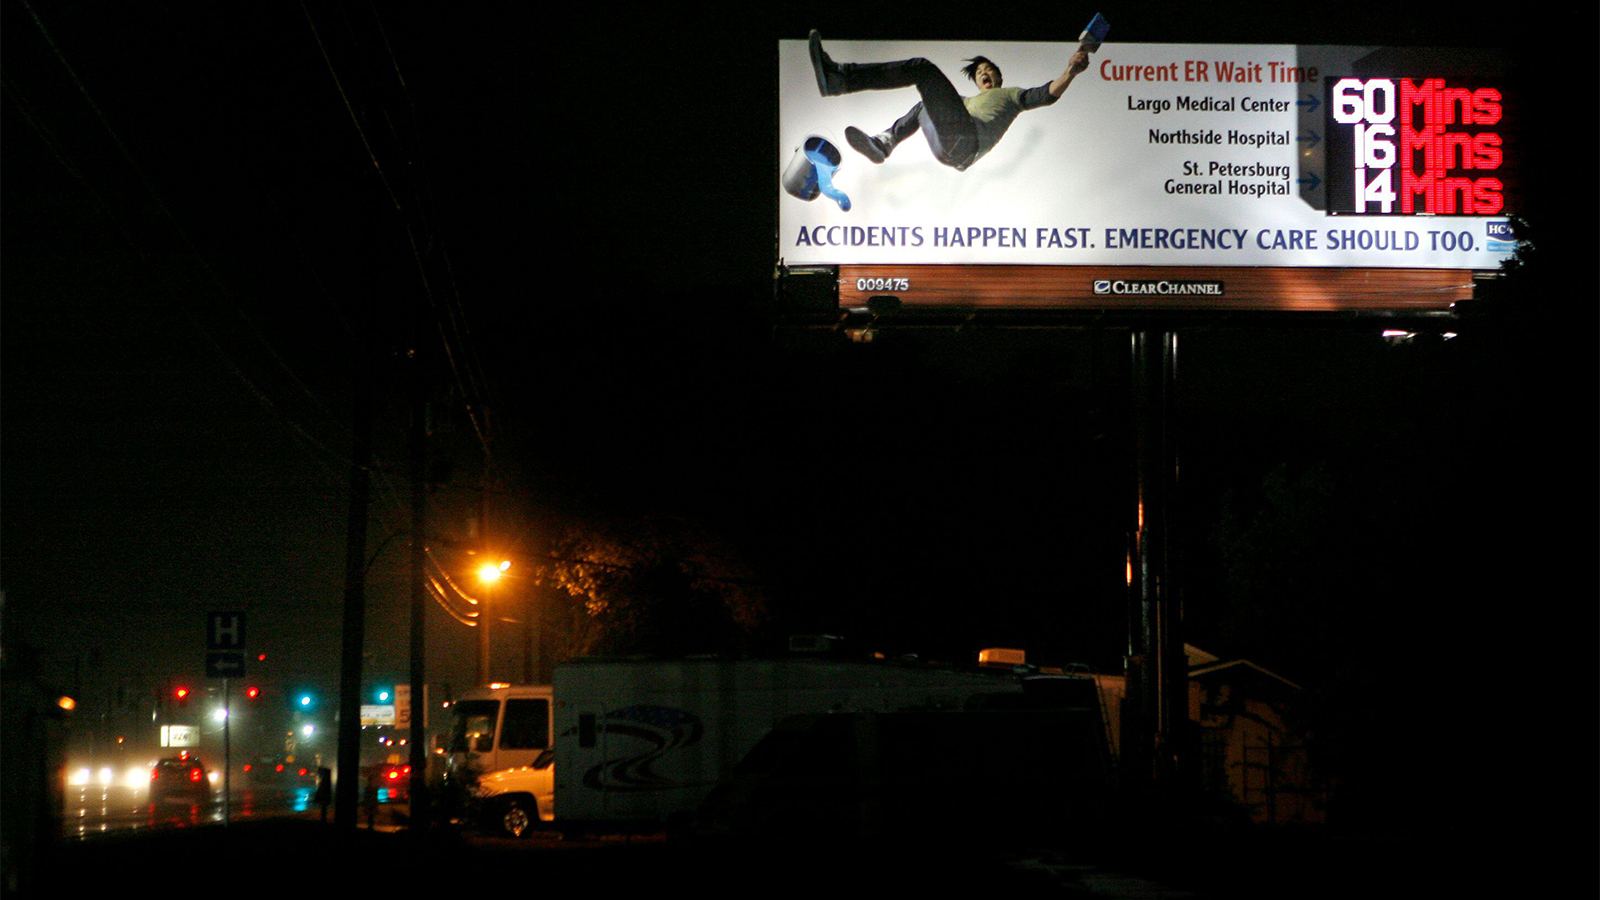 Current ER Wait Time
Largo Medical Center 60 Mins
Northside Hospital 16 Mins
St. Petersburg
General Hospital 14 Mins
ACCIDENTS HAPPEN FAST. EMERGENCY CARE SHOULD TOO.
009475
CLEARCHANNEL
H